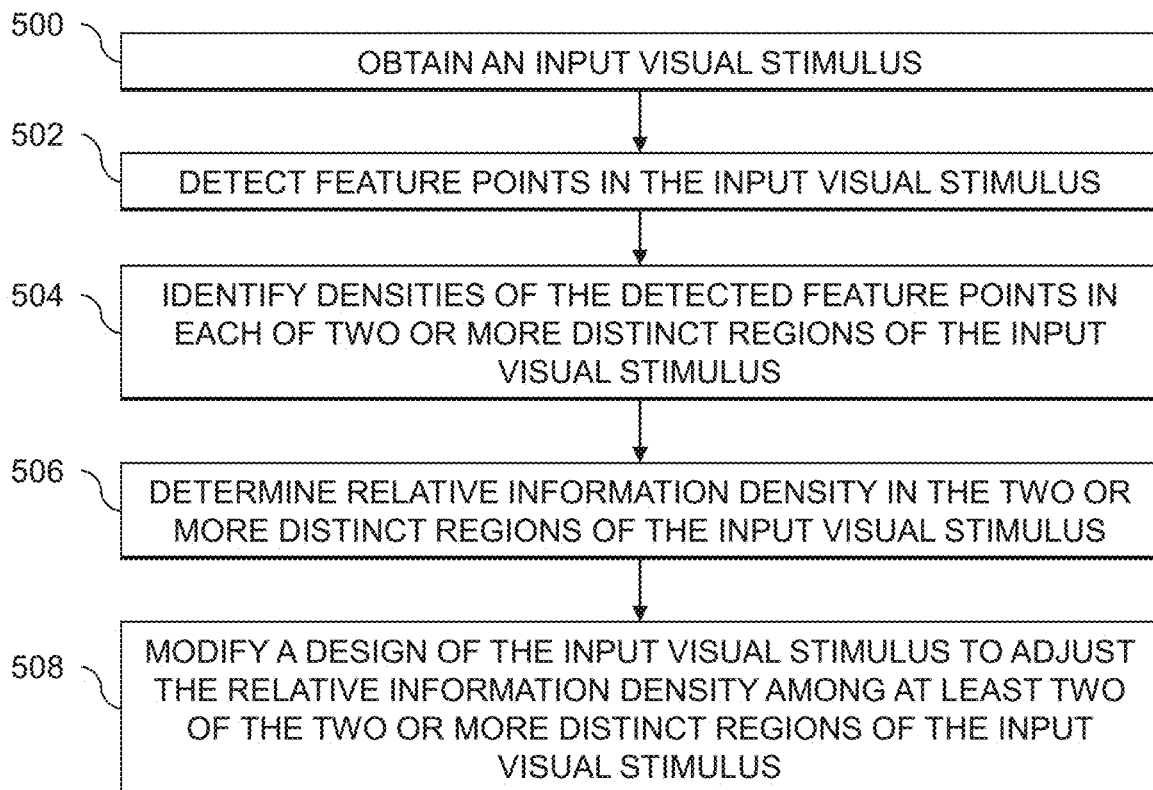 500
OBTAIN AN INPUT VISUAL STIMULUS
502
DETECT FEATURE POINTS IN THE INPUT VISUAL STIMULUS
504
IDENTIFY DENSITIES OF THE DETECTED FEATURE POINTS IN
EACH OF TWO OR MORE DISTINCT REGIONS OF THE INPUT
VISUAL STIMULUS
506
DETERMINE RELATIVE INFORMATION DENSITY IN THE TWO OR
MORE DISTINCT REGIONS OF THE INPUT VISUAL STIMULUS
508
MODIFY A DESIGN OF THE INPUT VISUAL STIMULUS TO ADJUST
THE RELATIVE INFORMATION DENSITY AMONG AT LEAST TWO
OF THE TWO OR MORE DISTINCT REGIONS OF THE INPUT
VISUAL STIMULUS